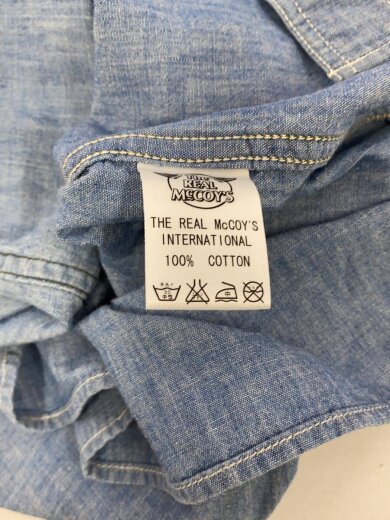 THE
REAL
McCOY'S
THE REAL McCOY'S
INTERNATIONAL
100% COTTON